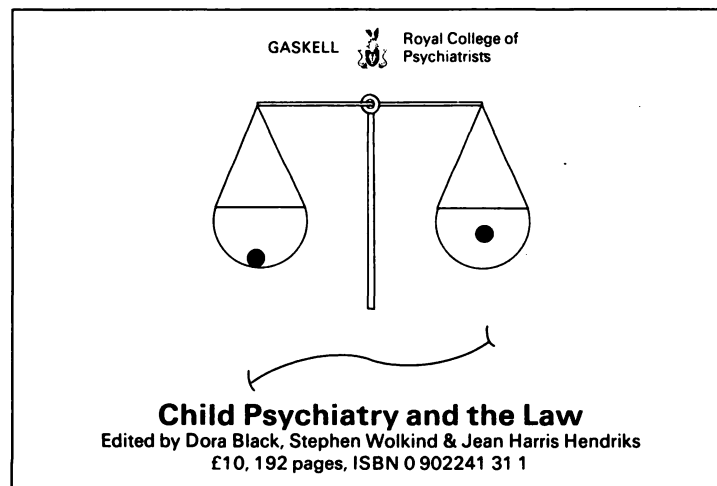 GASKELL
Royal College of
Psychiatrists
Child Psychiatry and the Law
Edited by Dora Black, Stephen Wolkind & Jean Harris Hendriks
£10, 192 pages, ISBN 0 902241 31 1